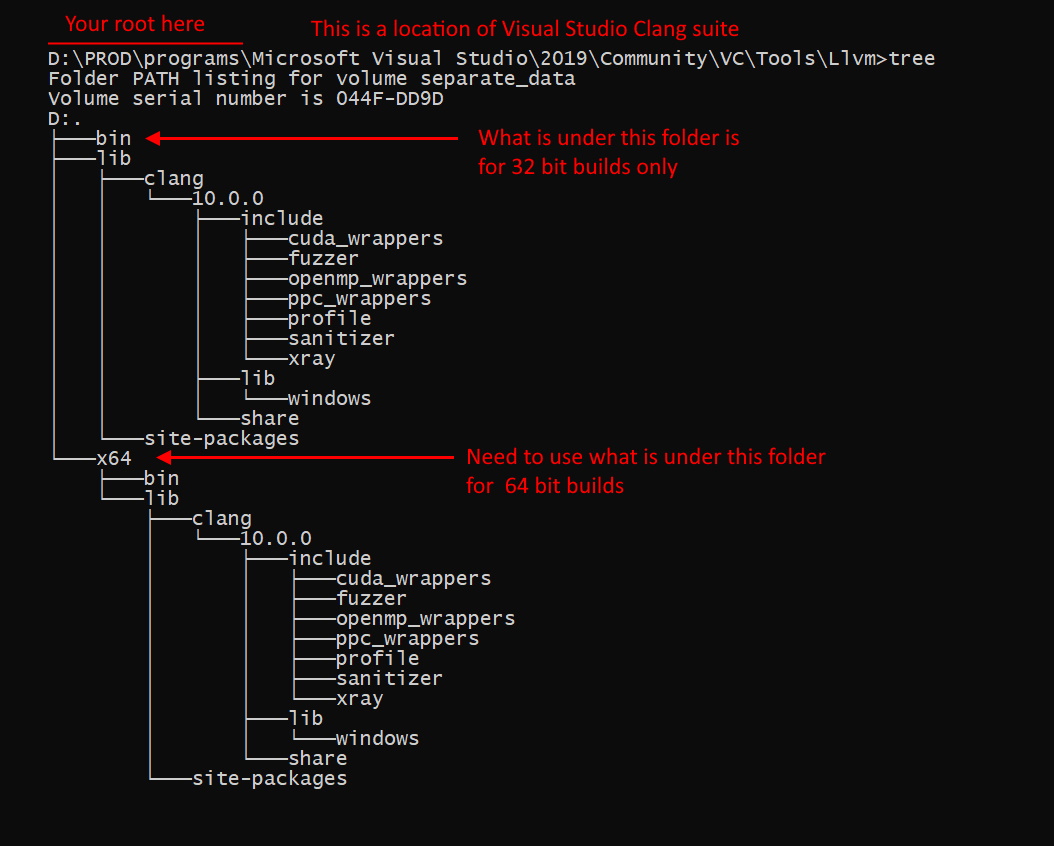 Your root here
This is a location of Visual Studio Clang suite
D:\PROD\programs\Microsoft Visual Studio\2019\Community\VC\Tools\Llvm>tree
Folder PATH listing for volume separate_data
Volume serial number is 044F-DD9D
D:.
├───bin
What is under this folder is
├───lib
for 32 bit builds only
│   ├───clang
│   │   └───10.0.0
│   │       ├───include
│   │       │   ├───cuda_wrappers
│   │       │   ├───fuzzer
│   │       │   ├───openmp_wrappers
│   │       │   ├───ppc_wrappers
│   │       │   ├───profile
│   │       │   ├───sanitizer
│   │       │   └───xray
│   │       ├───lib
│   │       │   └───windows
│   │       └───share
│   └───site-packages
└───x64
Need to use what is under this folder
    ├───bin
for  64 bit builds
    └───lib
        ├───clang
        │   └───10.0.0
        │       ├───include
        │       │   ├───cuda_wrappers
        │       │   ├───fuzzer
        │       │   ├───openmp_wrappers
        │       │   ├───ppc_wrappers
        │       │   ├───profile
        │       │   ├───sanitizer
        │       │   └───xray
        │       ├───lib
        │       │   └───windows
        │       └───share
        └───site-packages